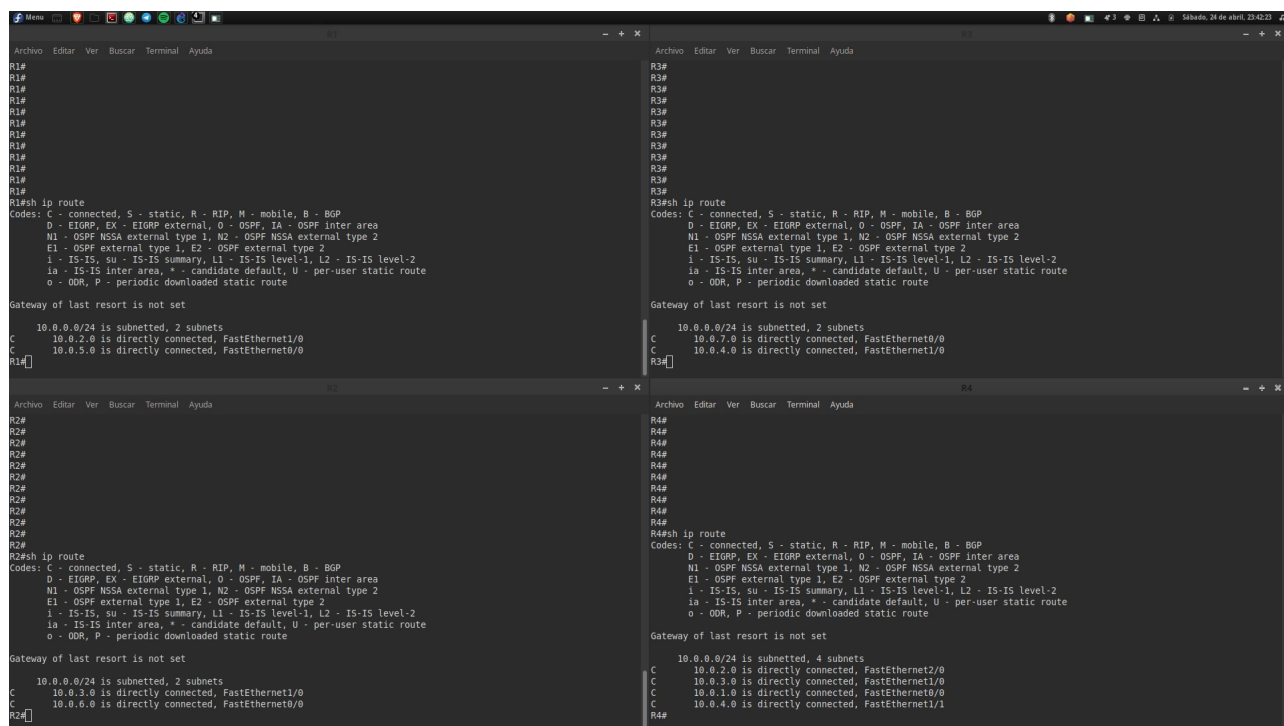 Menu
3 Sábado, 24 de abril, 23:42:23
R1
Archivo Editar Ver Buscar Terminal Ayuda
R1#
R1#
R1#
R1#
R1#
R1#
R1#
R1#
R1#
R1#
R1#
R1#
R1#sh ip route
Codes: C - connected, S - static, R - RIP, M - mobile, B - BGP
D - EIGRP, EX - EIGRP external, O - OSPF, IA - OSPF inter area
N1 - OSPF NSSA external type 1, N2 - OSPF NSSA external type 2
E1 - OSPF external type 1, E2 - OSPF external type 2
i - IS-IS, su - IS-IS summary, L1 - IS-IS level-1, L2 - IS-IS level-2
ia - IS-IS inter area, * - candidate default, U - per-user static route
o - ODR, P - periodic downloaded static route
Gateway of last resort is not set
10.0.0.0/24 is subnetted, 2 subnets
C 10.0.2.0 is directly connected, FastEthernet1/0
C 10.0.5.0 is directly connected, FastEthernet0/0
R1#
R3
Archivo Editar Ver Buscar Terminal Ayuda
R3#
R3#
R3#
R3#
R3#
R3#
R3#
R3#
R3#
R3#
R3#
R3#
R3#sh ip route
Codes: C - connected, S - static, R - RIP, M - mobile, B - BGP
D - EIGRP, EX - EIGRP external, O - OSPF, IA - OSPF inter area
N1 - OSPF NSSA external type 1, N2 - OSPF NSSA external type 2
E1 - OSPF external type 1, E2 - OSPF external type 2
i - IS-IS, su - IS-IS summary, L1 - IS-IS level-1, L2 - IS-IS level-2
ia - IS-IS inter area, * - candidate default, U - per-user static route
o - ODR, P - periodic downloaded static route
Gateway of last resort is not set
10.0.0.0/24 is subnetted, 2 subnets
C 10.0.7.0 is directly connected, FastEthernet0/0
C 10.0.4.0 is directly connected, FastEthernet1/0
R3#
R2
Archivo Editar Ver Buscar Terminal Ayuda
R2#
R2#
R2#
R2#
R2#
R2#
R2#
R2#
R2#
R2#
R2#
R2#
R2#sh ip route
Codes: C - connected, S - static, R - RIP, M - mobile, B - BGP
D - EIGRP, EX - EIGRP external, O - OSPF, IA - OSPF inter area
N1 - OSPF NSSA external type 1, N2 - OSPF NSSA external type 2
E1 - OSPF external type 1, E2 - OSPF external type 2
i - IS-IS, su - IS-IS summary, L1 - IS-IS level-1, L2 - IS-IS level-2
ia - IS-IS inter area, * - candidate default, U - per-user static route
o - ODR, P - periodic downloaded static route
Gateway of last resort is not set
10.0.0.0/24 is subnetted, 2 subnets
C 10.0.3.0 is directly connected, FastEthernet1/0
C 10.0.6.0 is directly connected, FastEthernet0/0
R2#
R4
Archivo Editar Ver Buscar Terminal Ayuda
R4#
R4#
R4#
R4#
R4#
R4#
R4#
R4#
R4#
R4#
R4#sh ip route
Codes: C - connected, S - static, R - RIP, M - mobile, B - BGP
D - EIGRP, EX - EIGRP external, O - OSPF, IA - OSPF inter area
N1 - OSPF NSSA external type 1, N2 - OSPF NSSA external type 2
E1 - OSPF external type 1, E2 - OSPF external type 2
i - IS-IS, su - IS-IS summary, L1 - IS-IS level-1, L2 - IS-IS level-2
ia - IS-IS inter area, * - candidate default, U - per-user static route
o - ODR, P - periodic downloaded static route
Gateway of last resort is not set
10.0.0.0/24 is subnetted, 4 subnets
C 10.0.2.0 is directly connected, FastEthernet2/0
C 10.0.3.0 is directly connected, FastEthernet1/0
C 10.0.1.0 is directly connected, FastEthernet0/0
C 10.0.4.0 is directly connected, FastEthernet1/1
R4#